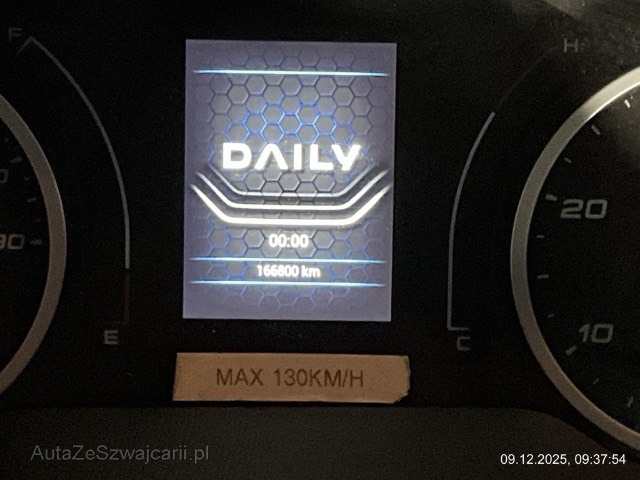 F
H
DAILY
20
00:00
166800 km
E
C
10
MAX 130KM/H
AutaZeSzwajcarii.pl
09.12.2025, 09:37:54